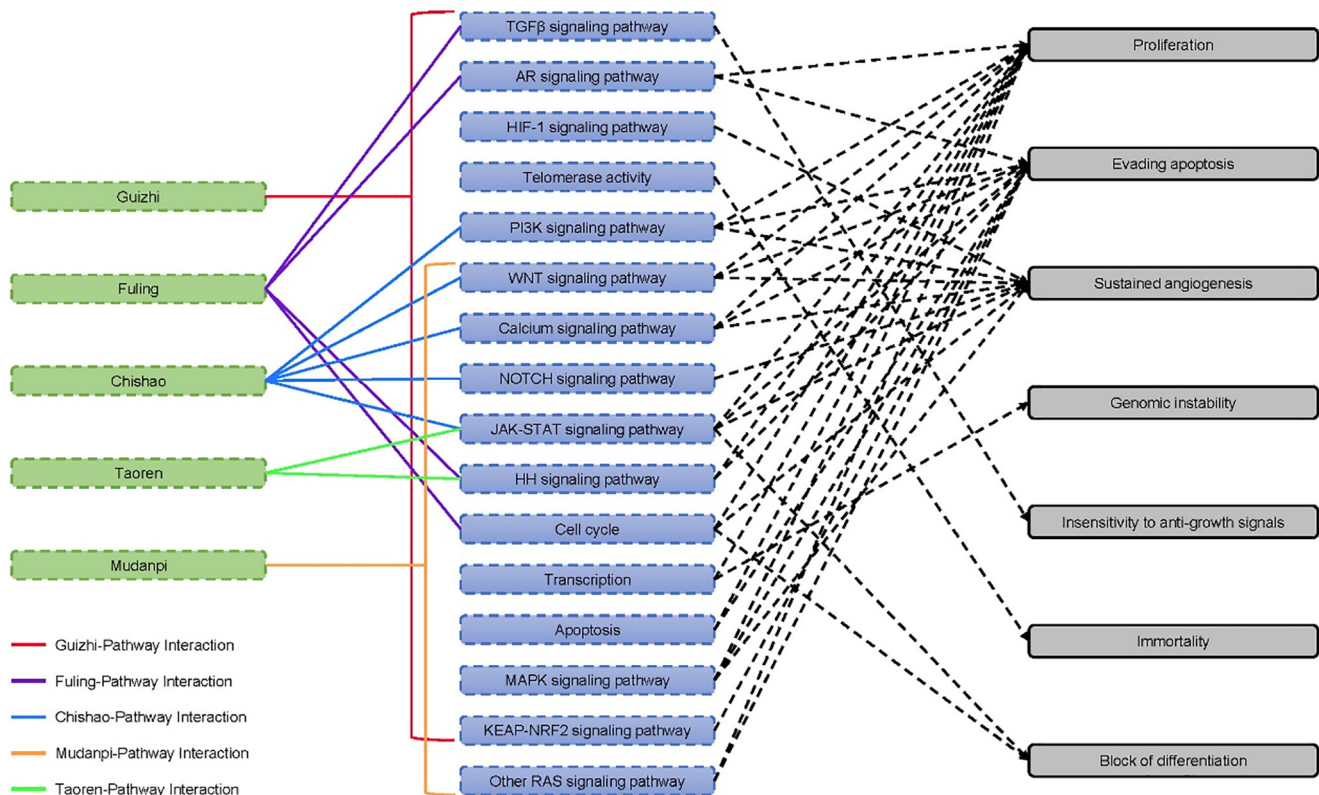 Guizhi
Fuling
Chishao
Taoren
Mudanpi
Guizhi-Pathway Interaction
Fuling-Pathway Interaction
Chishao-Pathway Interaction
Mudanpi-Pathway Interaction
Taoren-Pathway Interaction
TGFβ signaling pathway
AR signaling pathway
HIF-1 signaling pathway
Telomerase activity
PI3K signaling pathway
WNT signaling pathway
Calcium signaling pathway
NOTCH signaling pathway
JAK-STAT signaling pathway
HH signaling pathway
Cell cycle
Transcription
Apoptosis
MAPK signaling pathway
KEAP-NRF2 signaling pathway
Other RAS signaling pathway
Proliferation
Evading apoptosis
Sustained angiogenesis
Genomic instability
Insensitivity to anti-growth signals
Immortality
Block of differentiation